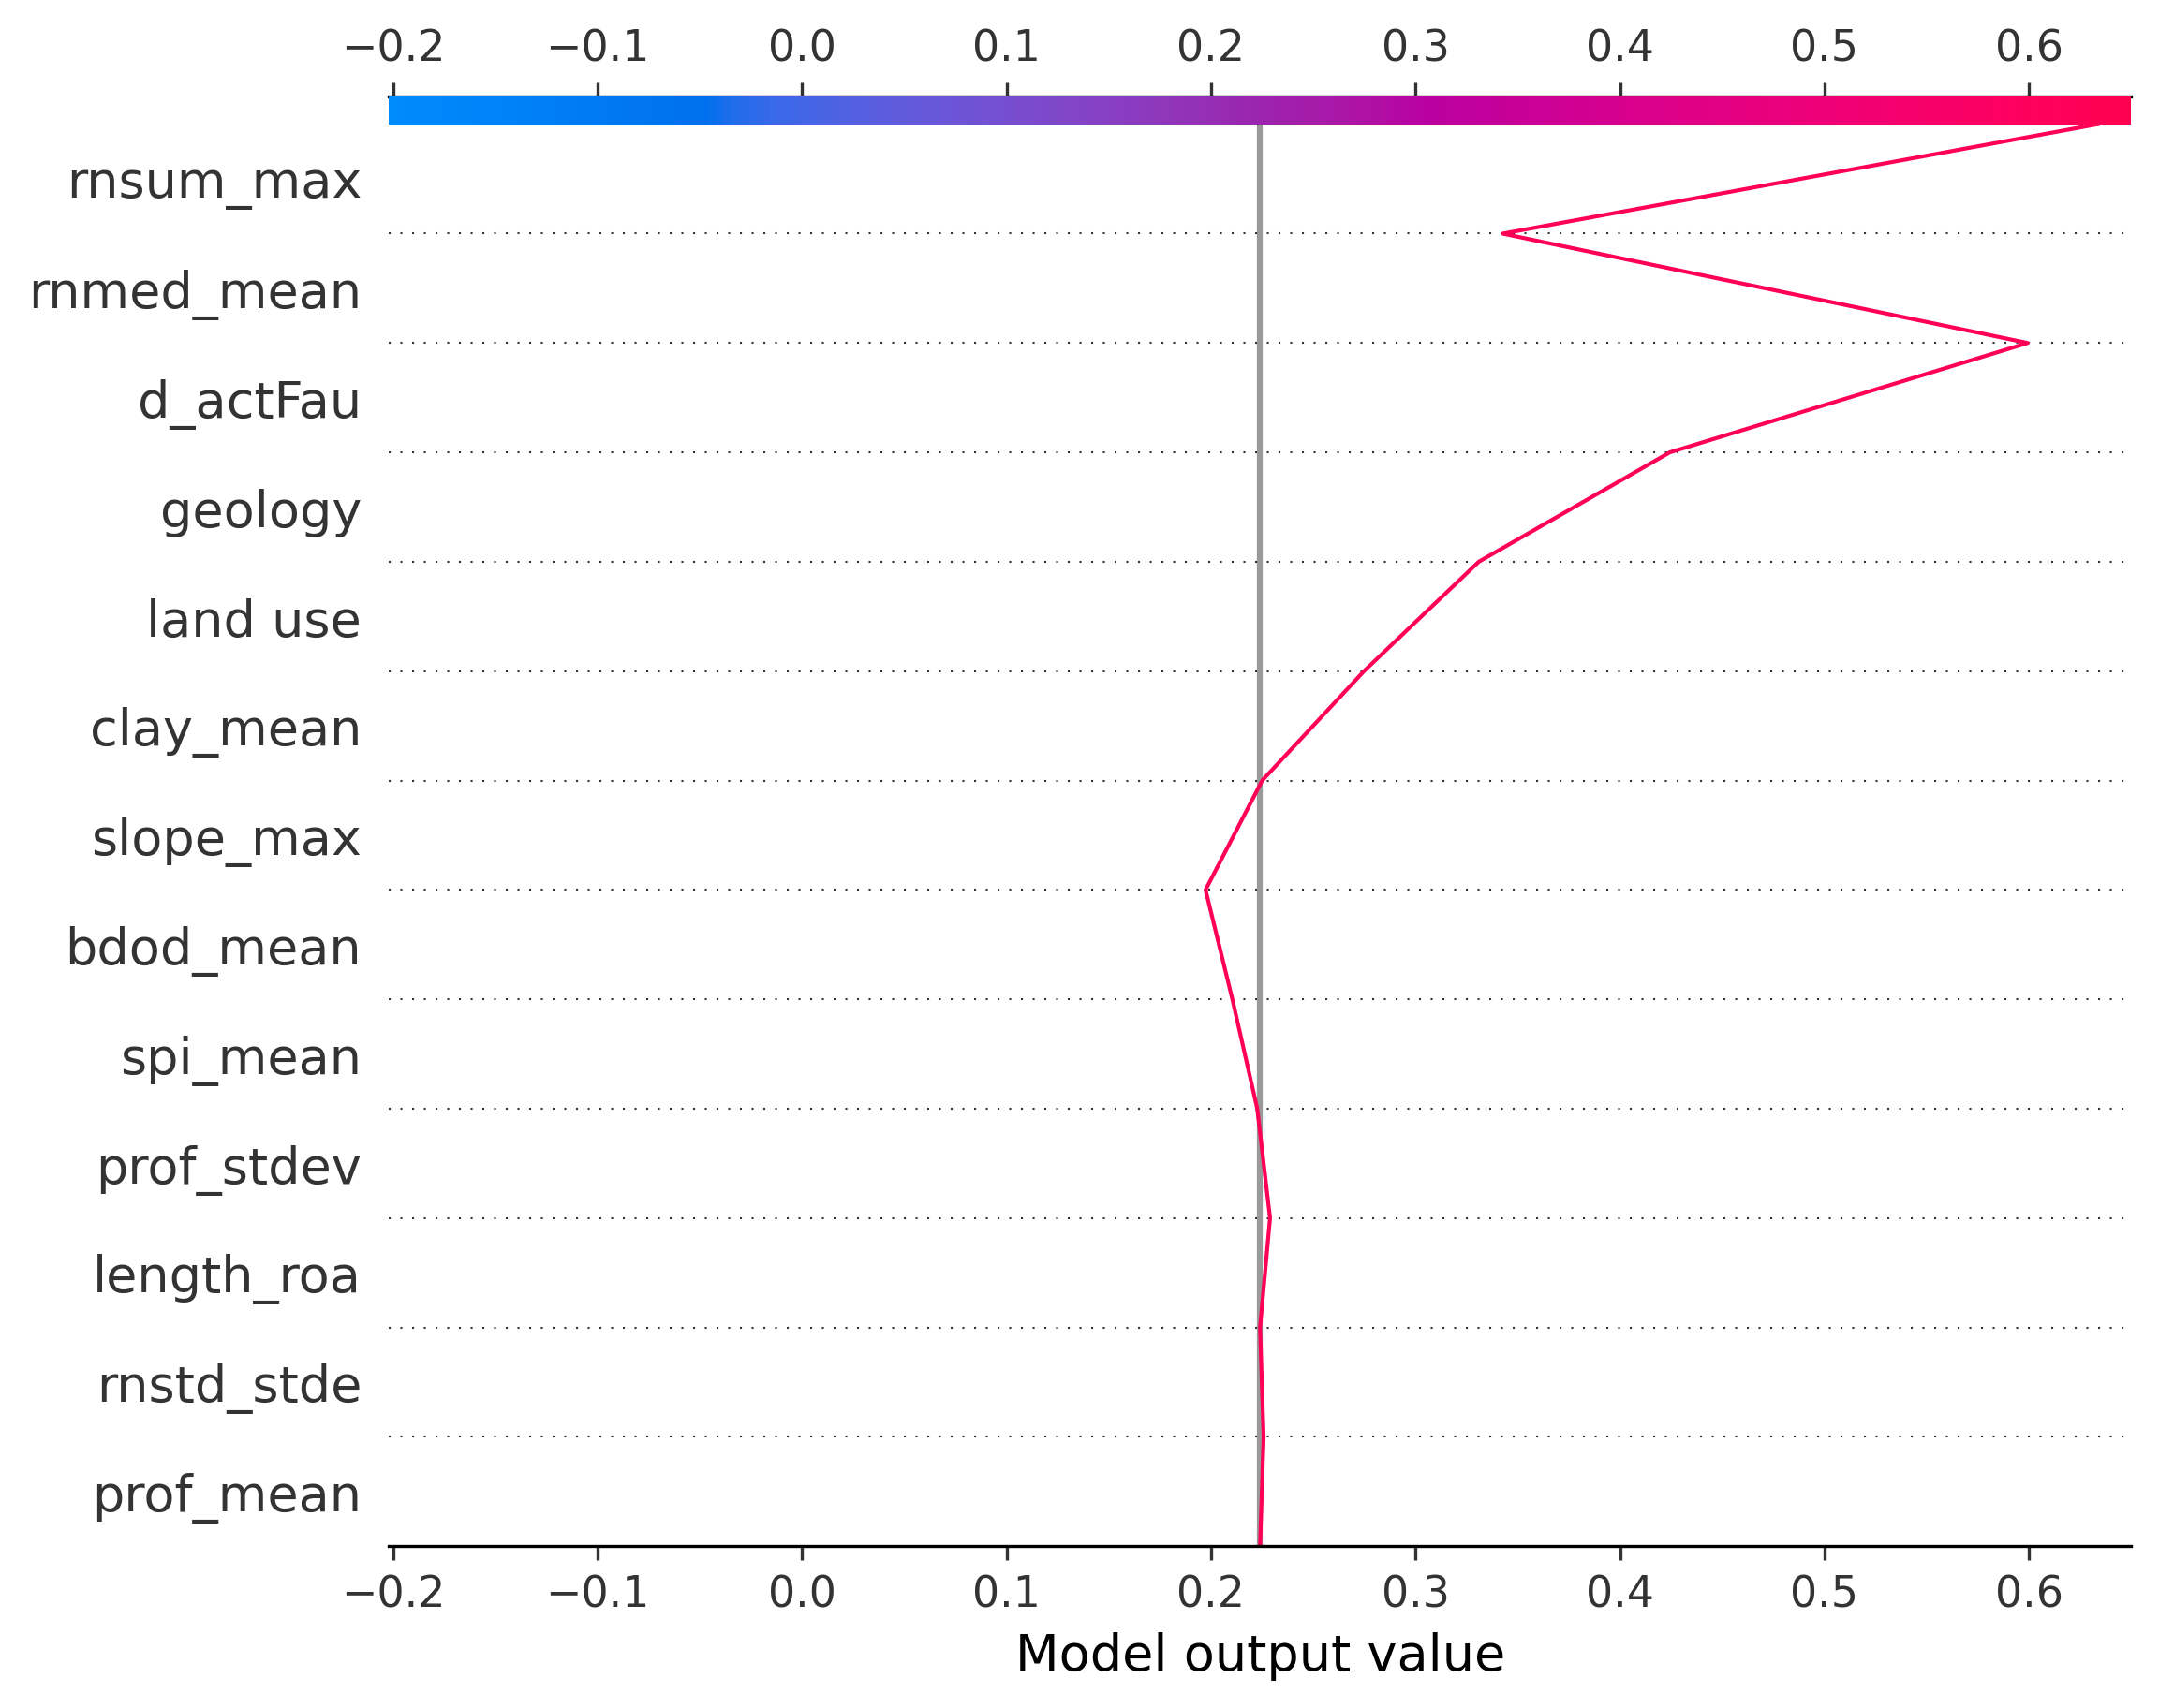 −0.2 −0.1 0.0 0.1 0.2 0.3 0.4 0.5 0.6
rnsum_max
rnmed_mean
d_actFau
geology
land use
clay_mean
slope_max
bdod_mean
spi_mean
prof_stdev
length_roa
rnstd_stde
prof_mean
−0.2 −0.1 0.0 0.1 0.2 0.3 0.4 0.5 0.6
Model output value